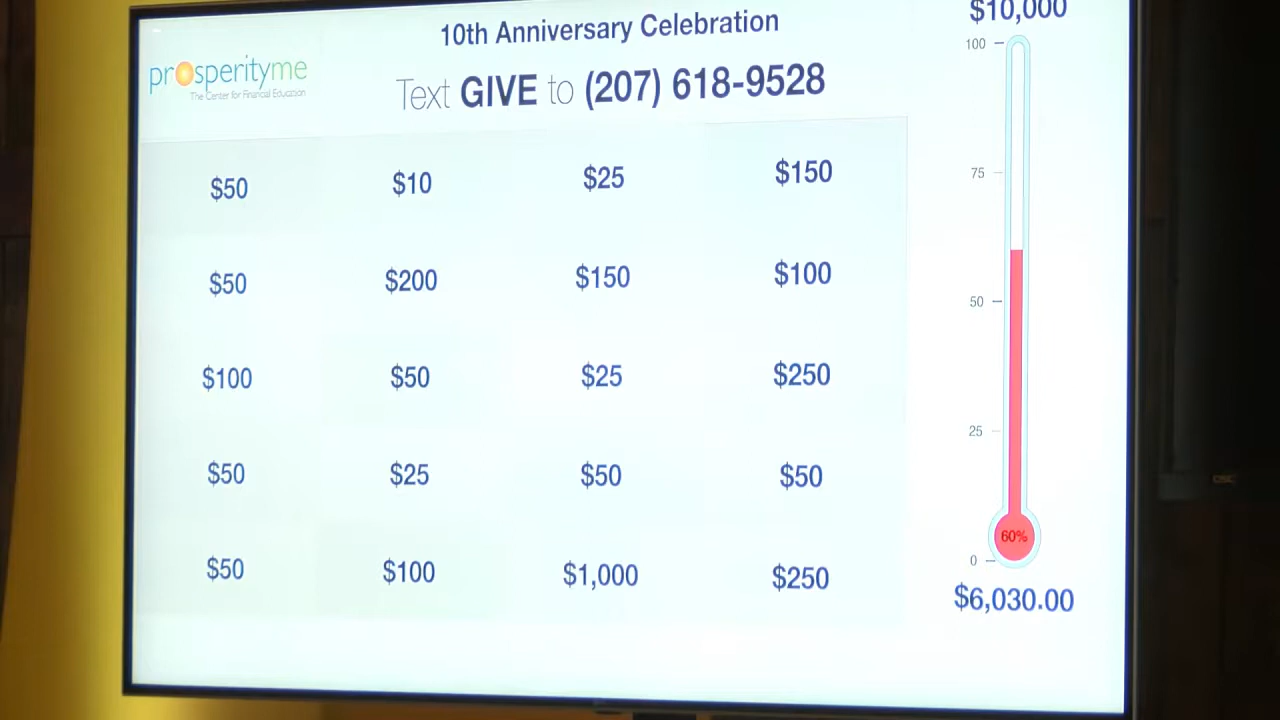 10th Anniversary Celebration
$10,000
prosperityme
The Center for Financial Education
Text GIVE to (207) 618-9528
$50 $10 $25 $150
$50 $200 $150 $100
$100 $50 $25 $250
$50 $25 $50 $50
$50 $100 $1,000 $250
100
75
50
25
60%
0
$6,030.00